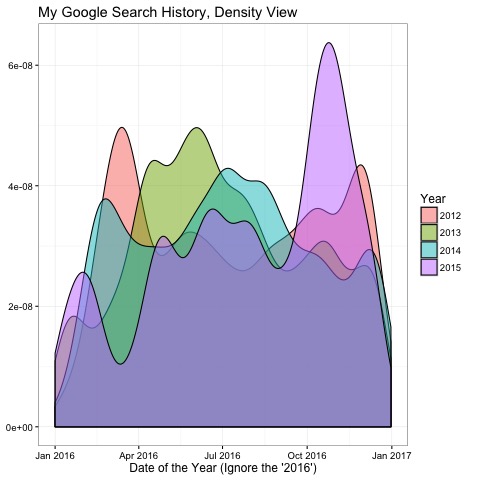 My Google Search History, Density View
6e-08
4e-08
2e-08
0e+00
Jan 2016 Apr 2016 Jul 2016 Oct 2016 Jan 2017
Date of the Year (Ignore the '2016')
Year
2012
2013
2014
2015